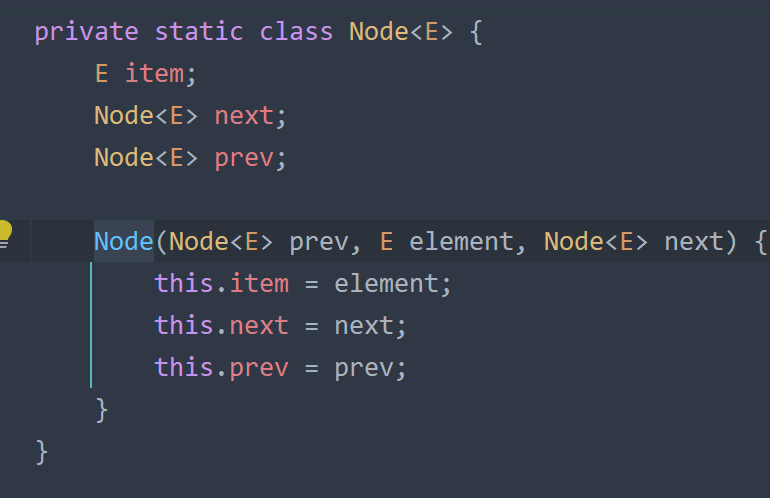 private static class Node<E> {
    E item;
    Node<E> next;
    Node<E> prev;

    Node(Node<E> prev, E element, Node<E> next) {
        this.item = element;
        this.next = next;
        this.prev = prev;
    }
}